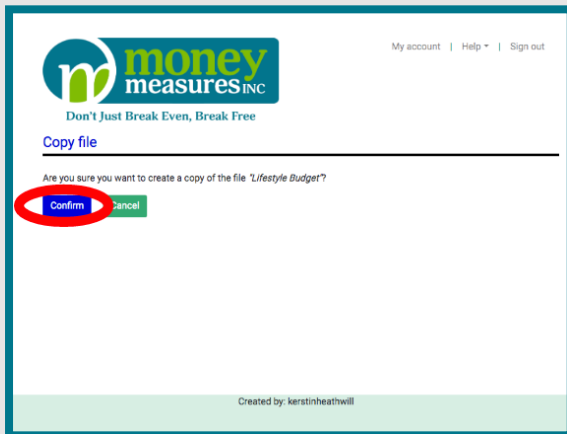 My account | Help | Sign out
m money
measures INC
Don't Just Break Even, Break Free
Copy file
Are you sure you want to create a copy of the file "Lifestyle Budget"?
Confirm Cancel
Created by: kerstinheathwill